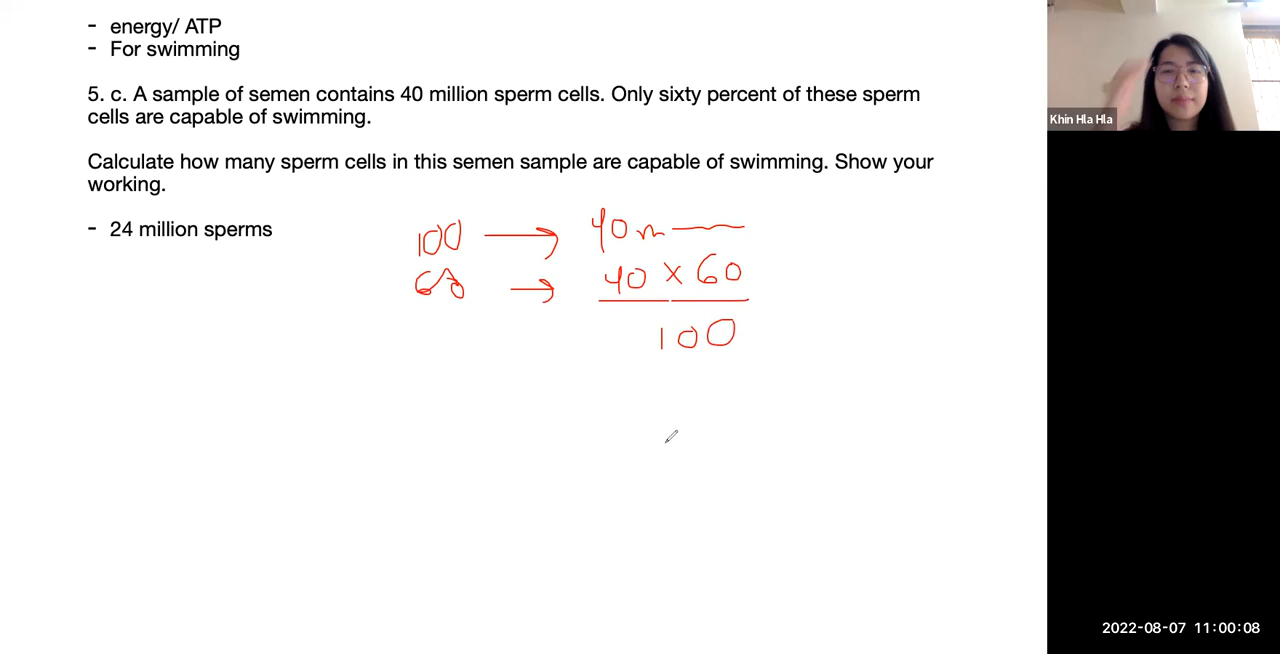 - energy/ ATP
- For swimming
5. c. A sample of semen contains 40 million sperm cells. Only sixty percent of these sperm
cells are capable of swimming.
Calculate how many sperm cells in this semen sample are capable of swimming. Show your
working.
- 24 million sperms
100 → 40m
60 → 40 x 60
100
Khin Hla Hla
2022-08-07 11:00:08